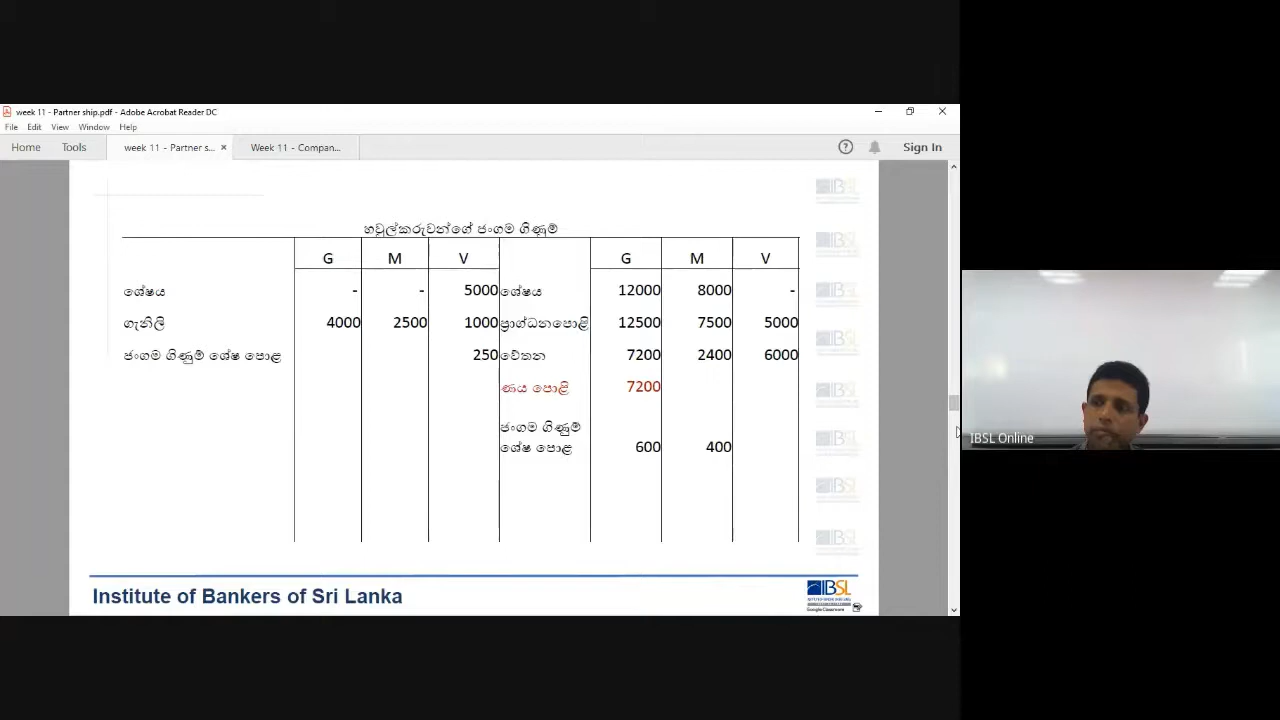 week 11 - Partner ship.pdf - Adobe Acrobat Reader DC
File Edit View Window Help
Home Tools week 11 - Partner s... × Week 11 - Compan... Sign In
හවුල්කරුවන්ගේ ජංගම ගිණුම්
G M V G M V
ශේෂය - - 5000 ශේෂය 12000 8000 -
ගැනිලි 4000 2500 1000 ප්‍රාග්ධනපොළි 12500 7500 5000
ජංගම ගිණුම් ශේෂ පොළ 250 වේතන 7200 2400 6000
ණය පොළි 7200
ජංගම ගිණුම්
ශේෂ පොළ 600 400
Institute of Bankers of Sri Lanka
IBSL
Google Classroom
IBSL Online